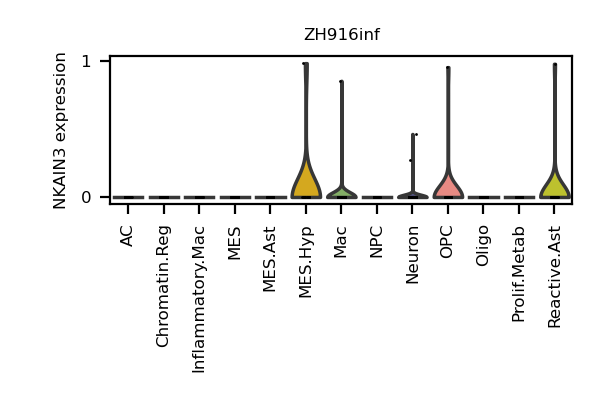 ZH916inf
NKAIN3 expression
1
0
AC
Chromatin.Reg
Inflammatory.Mac
MES
MES.Ast
MES.Hyp
Mac
NPC
Neuron
OPC
Oligo
Prolif.Metab
Reactive.Ast